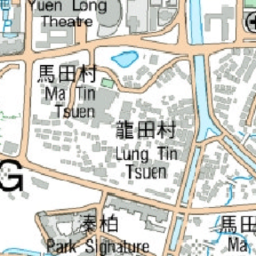 Yuen Long
Theatre
馬田村
Ma Tin
Tsuen
龍田村
Lung Tin
Tsuen
G
泰柏
Park Signature
馬田
Ma